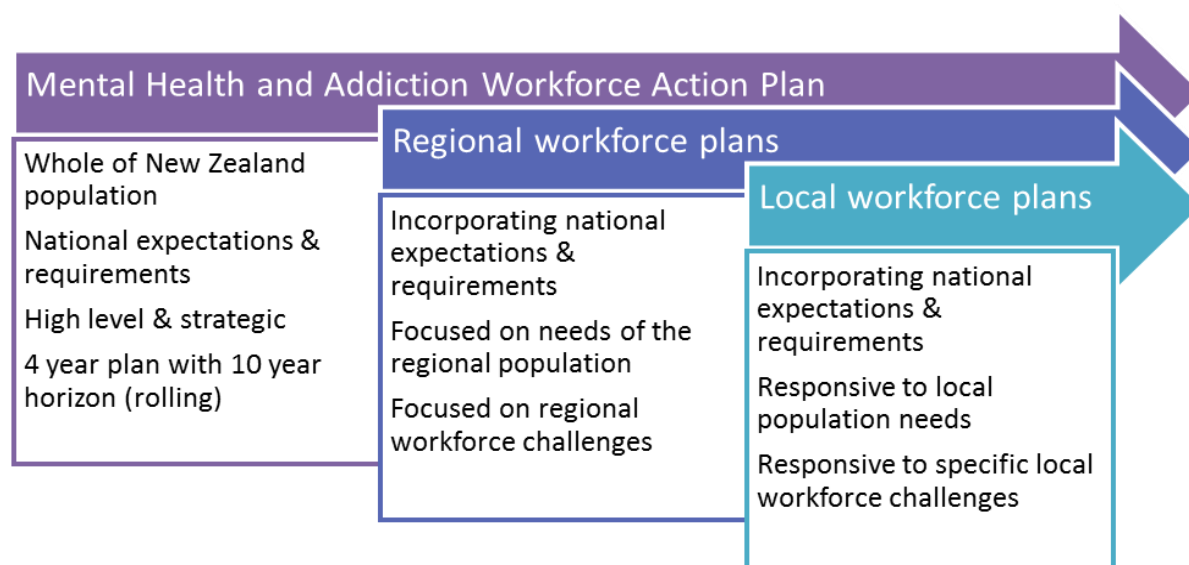 Mental Health and Addiction Workforce Action Plan
Whole of New Zealand
population
National expectations &
requirements
High level & strategic
4 year plan with 10 year
horizon (rolling)
Regional workforce plans
Incorporating national
expectations &
requirements
Focused on needs of the
regional population
Focused on regional
workforce challenges
Local workforce plans
Incorporating national
expectations &
requirements
Responsive to local
population needs
Responsive to specific local
workforce challenges